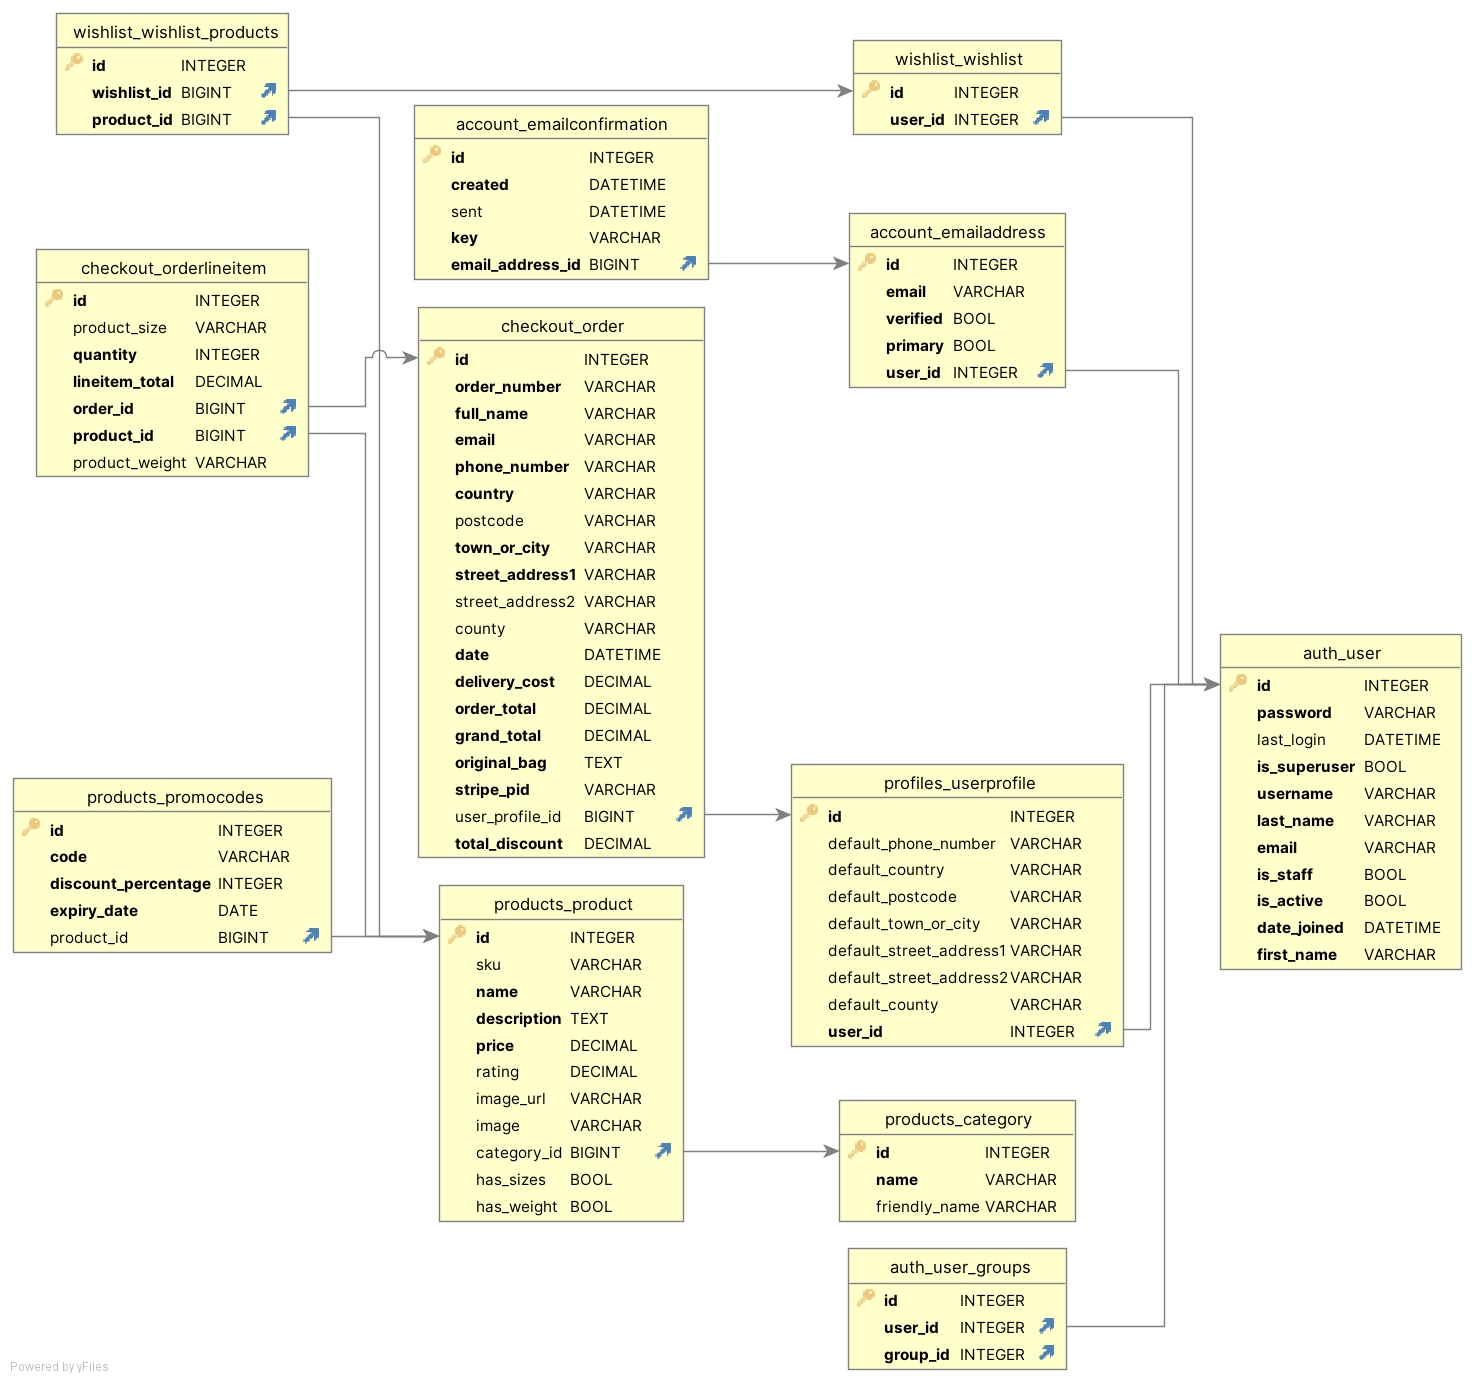 wishlist_wishlist_products
id INTEGER
wishlist_id BIGINT
product_id BIGINT
wishlist_wishlist
id INTEGER
user_id INTEGER
account_emailconfirmation
id INTEGER
created DATETIME
sent DATETIME
key VARCHAR
email_address_id BIGINT
account_emailaddress
id INTEGER
email VARCHAR
verified BOOL
primary BOOL
user_id INTEGER
checkout_orderlineitem
id INTEGER
product_size VARCHAR
quantity INTEGER
lineitem_total DECIMAL
order_id BIGINT
product_id BIGINT
product_weight VARCHAR
checkout_order
id INTEGER
order_number VARCHAR
full_name VARCHAR
email VARCHAR
phone_number VARCHAR
country VARCHAR
postcode VARCHAR
town_or_city VARCHAR
street_address1 VARCHAR
street_address2 VARCHAR
county VARCHAR
date DATETIME
delivery_cost DECIMAL
order_total DECIMAL
grand_total DECIMAL
original_bag TEXT
stripe_pid VARCHAR
user_profile_id BIGINT
total_discount DECIMAL
auth_user
id INTEGER
password VARCHAR
last_login DATETIME
is_superuser BOOL
username VARCHAR
last_name VARCHAR
email VARCHAR
is_staff BOOL
is_active BOOL
date_joined DATETIME
first_name VARCHAR
products_promocodes
id INTEGER
code VARCHAR
discount_percentage INTEGER
expiry_date DATE
product_id BIGINT
profiles_userprofile
id INTEGER
default_phone_number VARCHAR
default_country VARCHAR
default_postcode VARCHAR
default_town_or_city VARCHAR
default_street_address1 VARCHAR
default_street_address2 VARCHAR
default_county VARCHAR
user_id INTEGER
products_product
id INTEGER
sku VARCHAR
name VARCHAR
description TEXT
price DECIMAL
rating DECIMAL
image_url VARCHAR
image VARCHAR
category_id BIGINT
has_sizes BOOL
has_weight BOOL
products_category
id INTEGER
name VARCHAR
friendly_name VARCHAR
auth_user_groups
id INTEGER
user_id INTEGER
group_id INTEGER
Powered by yFiles